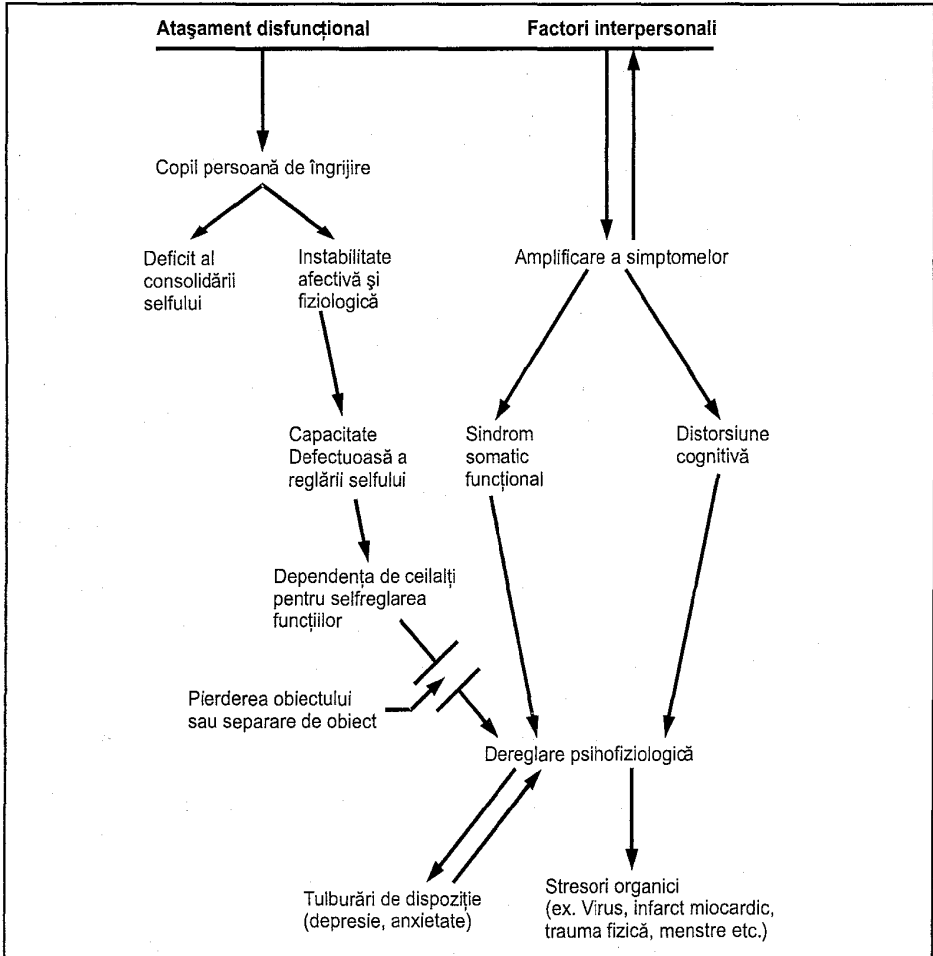 Ataşament disfuncţional
Factori interpersonali
Copil persoană de îngrijire
Deficit al
consolidării
selfului
Instabilitate
afectivă şi
fiziologică
Amplificare a simptomelor
Capacitate
Defectuoasă a
reglării selfului
Sindrom
somatic
funcţional
Distorsiune
cognitivă
Dependenţa de ceilalţi
pentru selfreglarea
funcţiilor
Pierderea obiectului
sau separare de obiect
Dereglare psihofiziologică
Tulburări de dispoziţie
(depresie, anxietate)
Stresori organici
(ex. Virus, infarct miocardic,
trauma fizică, menstre etc.)